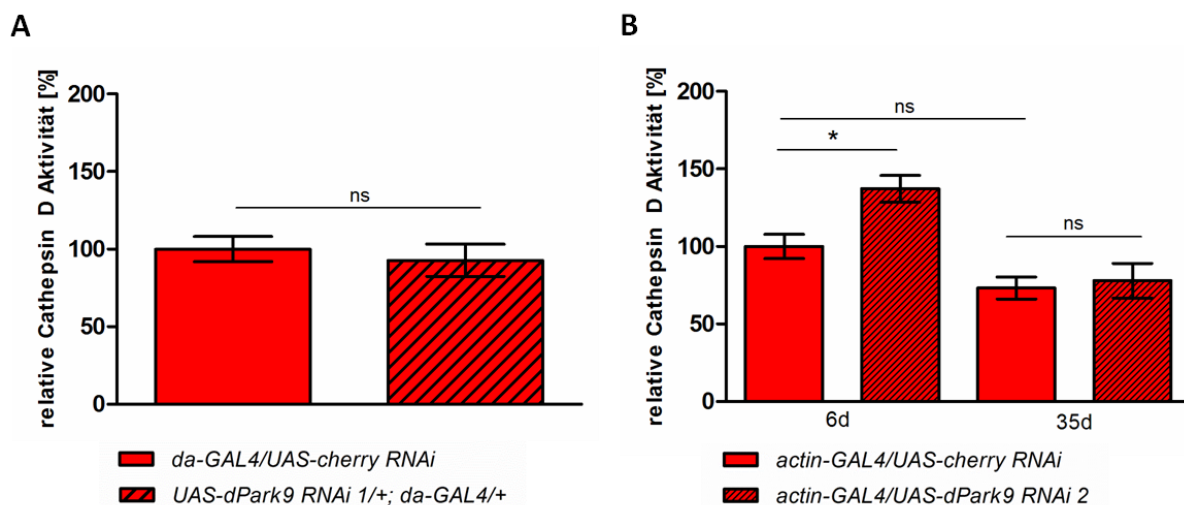 A
relative Cathepsin D Aktivität [%]
200
150
100
50
0
ns
da-GAL4/UAS-cherry RNAi
UAS-dPark9 RNAi 1/+; da-GAL4/+
B
relative Cathepsin D Aktivität [%]
200
150
100
50
0
ns
*
ns
6d
35d
actin-GAL4/UAS-cherry RNAi
actin-GAL4/UAS-dPark9 RNAi 2